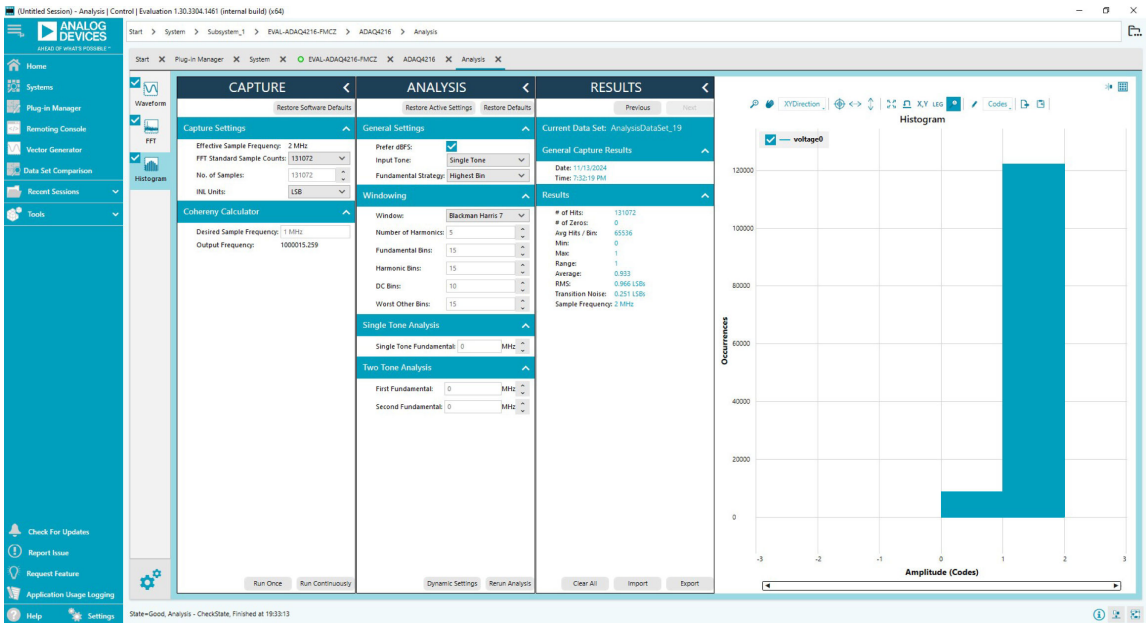 (Untitled Session) - Analysis | Control | Evaluation 1.30.3304.1461 (internal build) (x64)
ANALOG
DEVICES
AHEAD OF WHAT'S POSSIBLE™
Start > System > Subsystem_1 > EVAL-ADAQ4216-FMCZ > ADAQ4216 > Analysis
Start X Plug-in Manager X System X EVAL-ADAQ4216-FMCZ X ADAQ4216 X Analysis X
Home
Systems
Plug-in Manager
Remoting Console
Vector Generator
Data Set Comparison
Recent Sessions
Tools
Check For Updates
Report Issue
Request Feature
Application Usage Logging
Help Settings
Waveform
FFT
Histogram
CAPTURE
Restore Software Defaults
Capture Settings
Effective Sample Frequency: 2 MHz
FFT Standard Sample Counts: 131072
No. of Samples: 131072
INL Units: LSB
Cohereny Calculator
Desired Sample Frequency: 1 MHz
Output Frequency: 1000015.259
Run Once Run Continuously
ANALYSIS
Restore Active Settings Restore Defaults
General Settings
Prefer dBFS:
Input Tone: Single Tone
Fundamental Strategy: Highest Bin
Windowing
Window: Blackman Harris 7
Number of Harmonics: 5
Fundamental Bins: 15
Harmonic Bins: 15
DC Bins: 10
Worst Other Bins: 15
Single Tone Analysis
Single Tone Fundamental: 0 MHz
Two Tone Analysis
First Fundamental: 0 MHz
Second Fundamental: 0 MHz
Dynamic Settings Rerun Analysis
RESULTS
Previous Next
Current Data Set: AnalysisDataSet_19
General Capture Results
Date: 11/13/2024
Time: 7:32:19 PM
Results
# of Hits: 131072
# of Zeros: 0
Avg Hits / Bin: 65536
Min: 0
Max: 1
Range: 1
Average: 0.933
RMS: 0.966 LSBs
Transition Noise: 0.251 LSBs
Sample Frequency: 2 MHz
Clear All Import Export
XYDirection X,Y LEG Codes
Histogram
voltage0
120000
100000
80000
60000
40000
20000
0
Occurrences
-3 -2 -1 0 1 2 3
Amplitude (Codes)
State=Good, Analysis - CheckState, Finished at 19:33:13